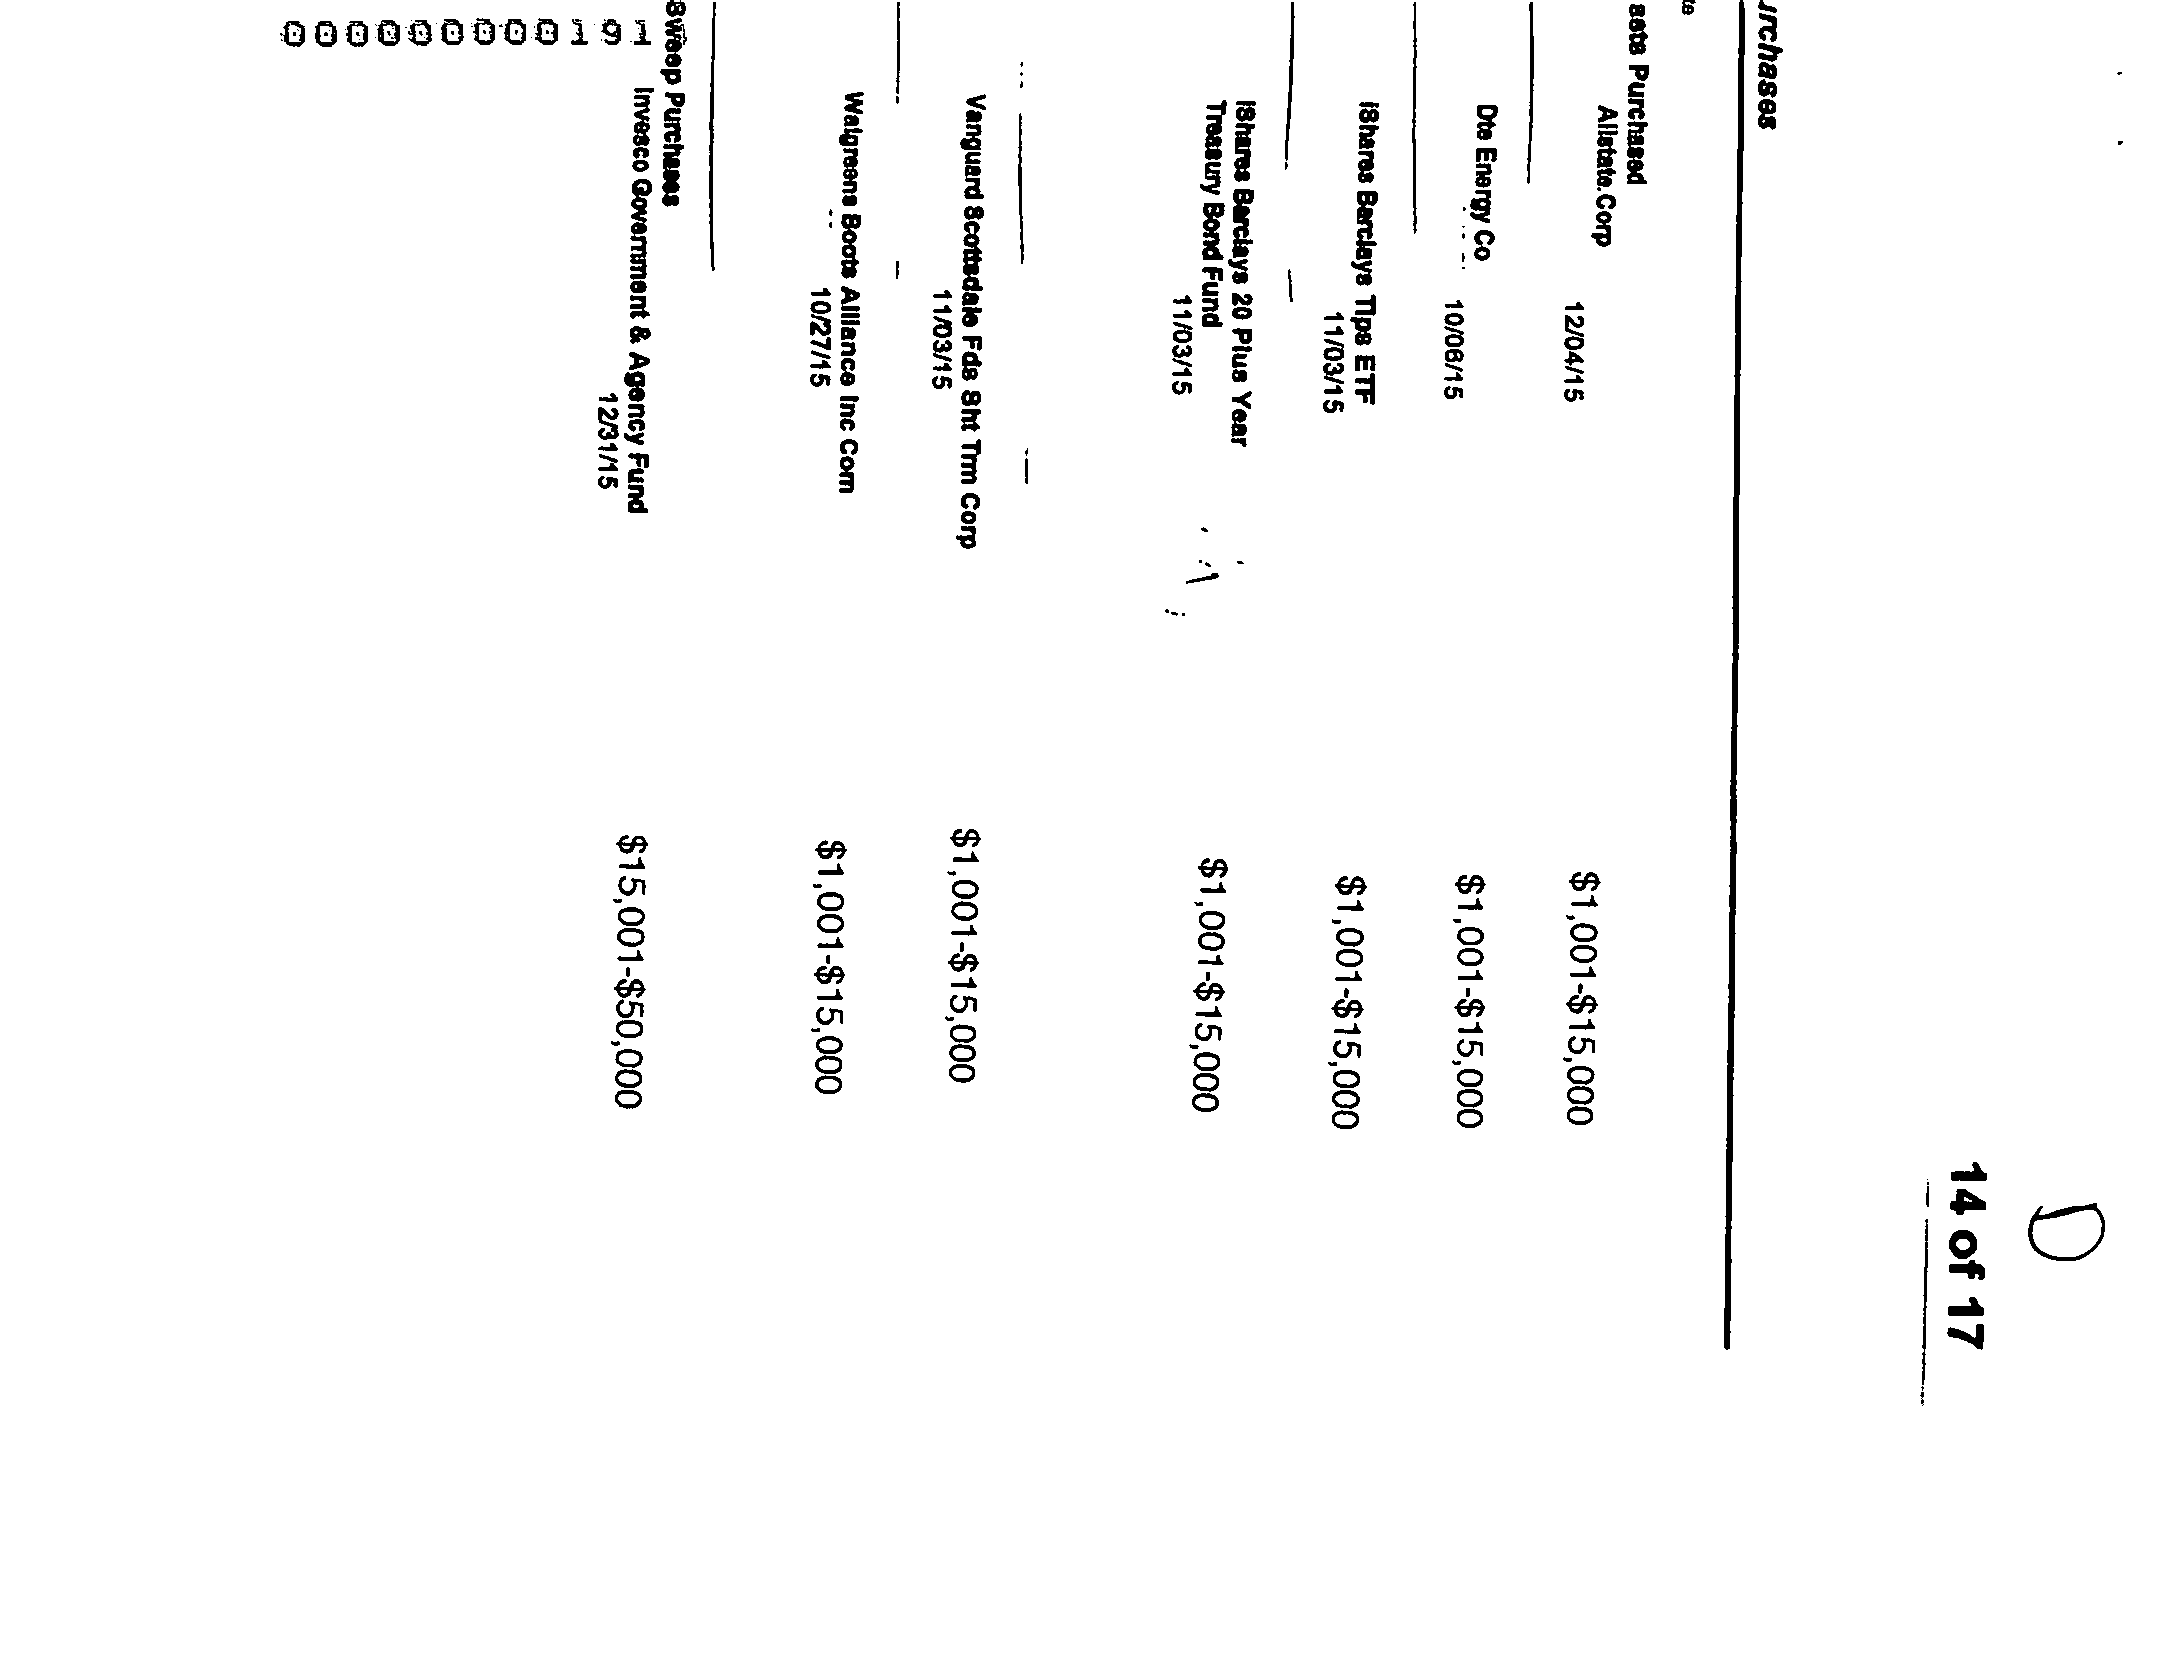 D
14 of 17
urchases
te
sets Purchased
Allstate.Corp
12/04/15 $1,001-$15,000
Dte Energy Co
10/06/15 $1,001-$15,000
iShares Barclays Tips ETF
11/03/15 $1,001-$15,000
iShares Barclays 20 Plus Year
Treasury Bond Fund
11/03/15 $1,001-$15,000
Vanguard Scottsdale Fds Sht Trm Corp
11/03/15 $1,001-$15,000
Walgreens Boots Alliance Inc Com
10/27/15 $1,001-$15,000
Sweep Purchases
Invesco Government & Agency Fund
12/31/15 $15,001-$50,000